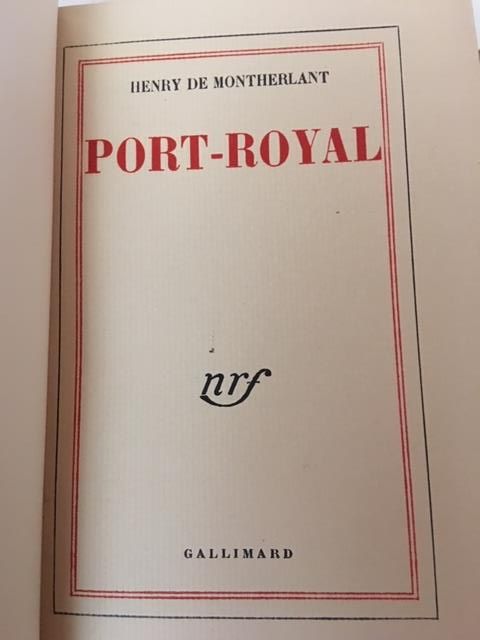 HENRY DE MONTHERLANT
PORT-ROYAL
nrf
GALLIMARD